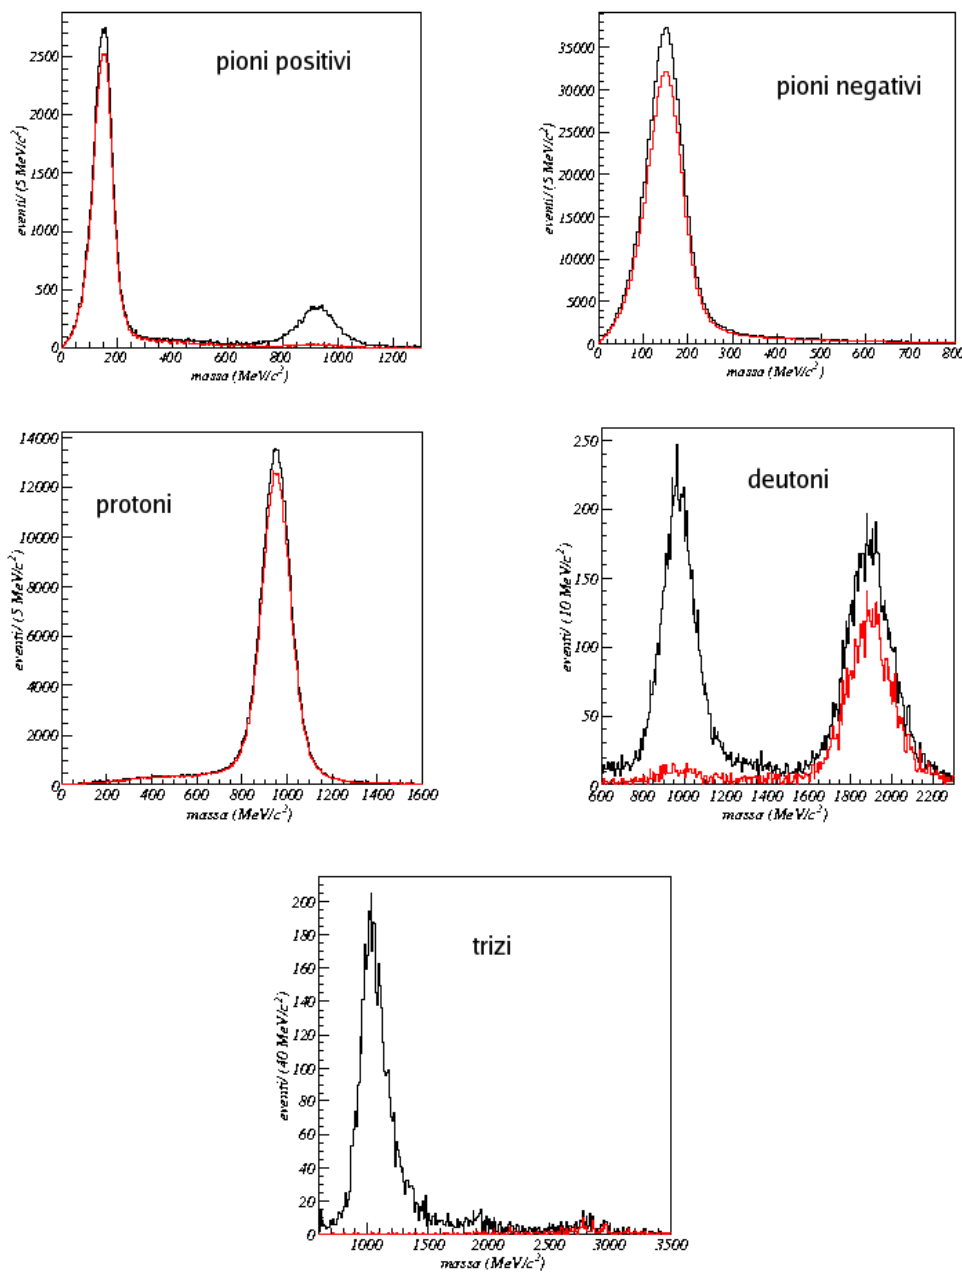 pioni positivi
2500
2000
1500
1000
500
0
eventi/(5 MeV/c²)
0 200 400 600 800 1000 1200
massa (MeV/c²)
pioni negativi
35000
30000
25000
20000
15000
10000
5000
0
eventi/(5 MeV/c²)
0 100 200 300 400 500 600 700 800
massa (MeV/c²)
protoni
14000
12000
10000
8000
6000
4000
2000
0
eventi/(5 MeV/c²)
0 200 400 600 800 1000 1200 1400 1600
massa (MeV/c²)
deutoni
250
200
150
100
50
0
eventi/(10 MeV/c²)
600 800 1000 1200 1400 1600 1800 2000 2200
massa (MeV/c²)
trizi
200
180
160
140
120
100
80
60
40
20
0
eventi/(40 MeV/c²)
1000 1500 2000 2500 3000 3500
massa (MeV/c²)